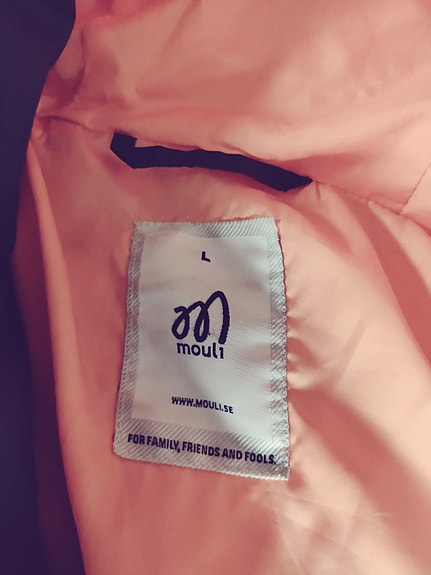 L
mouli
WWW.MOULI.SE
FOR FAMILY, FRIENDS AND FOOLS.